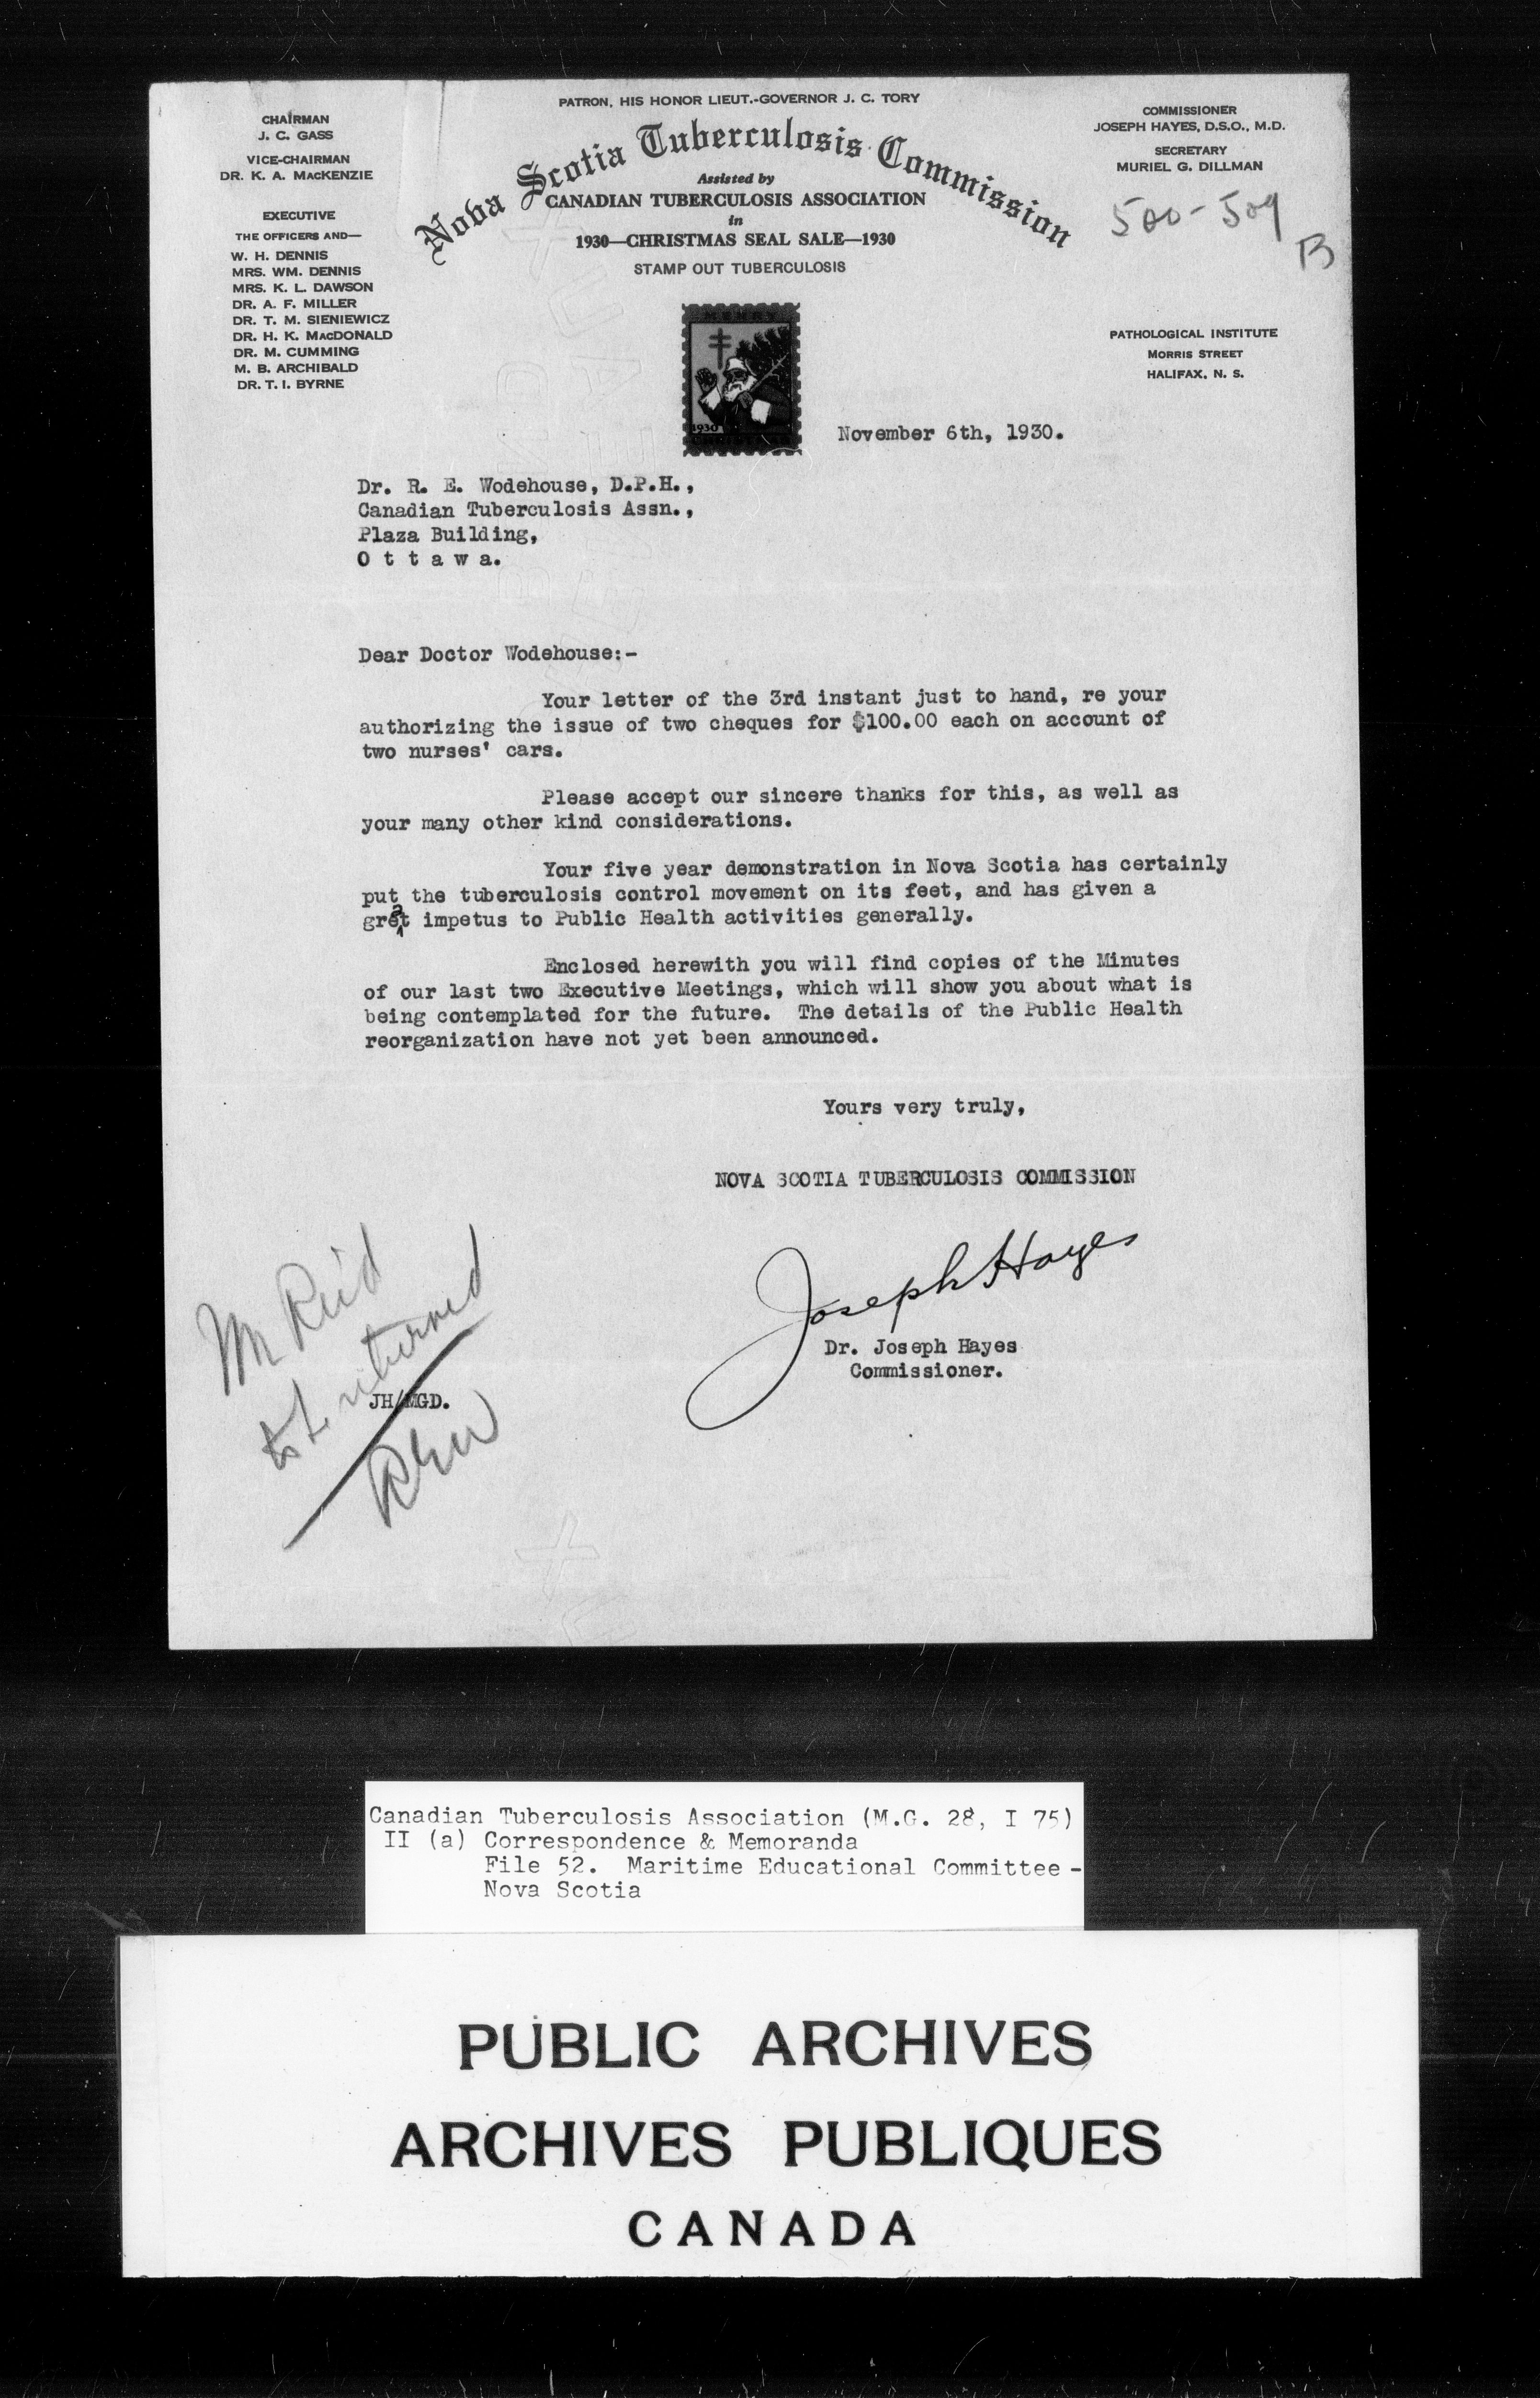 PATRON, HIS HONOR LIEUT.-GOVERNOR J. C. TORY
Nova Scotia Tuberculosis Commission
Assisted by
CANADIAN TUBERCULOSIS ASSOCIATION
in
1930—CHRISTMAS SEAL SALE—1930
STAMP OUT TUBERCULOSIS
CHAIRMAN
J. C. GASS
VICE-CHAIRMAN
DR. K. A. MACKENZIE
EXECUTIVE
THE OFFICERS AND—
W. H. DENNIS
MRS. WM. DENNIS
MRS. K. L. DAWSON
DR. A. F. MILLER
DR. T. M. SIENIEWICZ
DR. H. K. MACDONALD
DR. M. CUMMING
M. B. ARCHIBALD
DR. T. I. BYRNE
COMMISSIONER
JOSEPH HAYES, D.S.O., M.D.
SECRETARY
MURIEL G. DILLMAN
500-509
B
PATHOLOGICAL INSTITUTE
MORRIS STREET
HALIFAX, N. S.
MERRY
1930
CHRISTMAS
November 6th, 1930.
Dr. R. E. Wodehouse, D.P.H.,
Canadian Tuberculosis Assn.,
Plaza Building,
O t t a w a.
Dear Doctor Wodehouse:-
Your letter of the 3rd instant just to hand, re your
authorizing the issue of two cheques for $100.00 each on account of
two nurses' cars.
Please accept our sincere thanks for this, as well as
your many other kind considerations.
Your five year demonstration in Nova Scotia has certainly
put the tuberculosis control movement on its feet, and has given a
great impetus to Public Health activities generally.
Enclosed herewith you will find copies of the Minutes
of our last two Executive Meetings, which will show you about what is
being contemplated for the future.  The details of the Public Health
reorganization have not yet been announced.
Yours very truly,
NOVA SCOTIA TUBERCULOSIS COMMISSION
Joseph Hayes
Dr. Joseph Hayes
Commissioner.
Reid
returned
JH/MGD.
REW
Canadian Tuberculosis Association (M.G. 28, I 75)
II (a) Correspondence & Memoranda
File 52.  Maritime Educational Committee -
Nova Scotia
PUBLIC ARCHIVES
ARCHIVES PUBLIQUES
CANADA